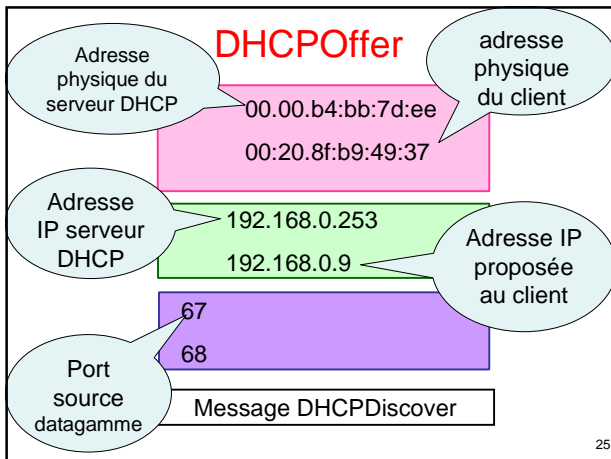 DHCPOffer
Adresse
physique du
serveur DHCP
adresse
physique
du client
00.00.b4:bb:7d:ee
00:20.8f:b9:49:37
Adresse
IP serveur
DHCP
192.168.0.253
192.168.0.9
Adresse IP
proposée
au client
67
68
Port
source
datagamme
Message DHCPDiscover
25